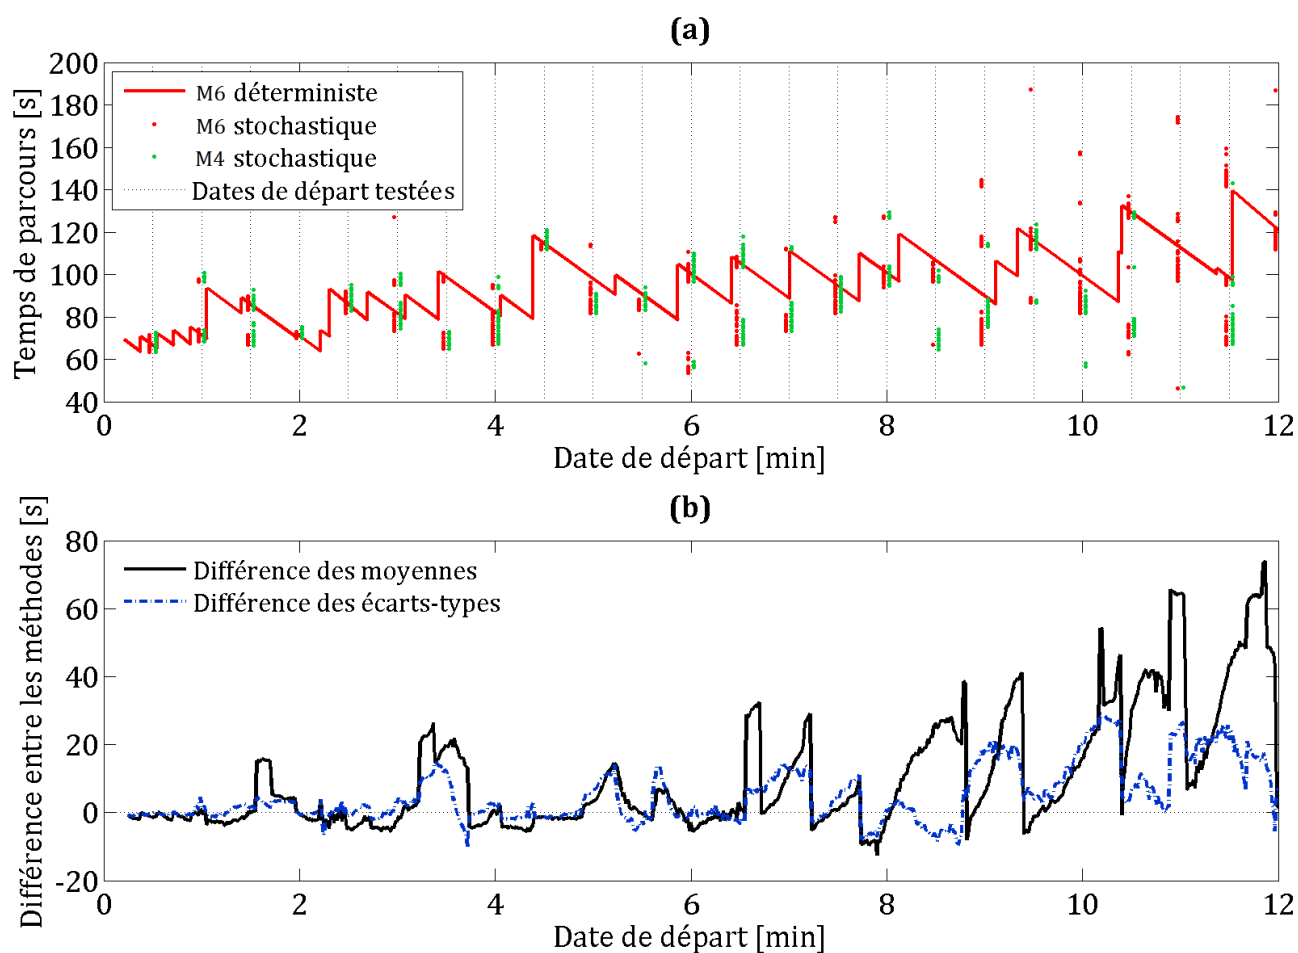 (a)
Temps de parcours [s]
200
180
160
140
120
100
80
60
40
M6 déterministe
M6 stochastique
M4 stochastique
Dates de départ testées
0 2 4 6 8 10 12
Date de départ [min]
(b)
Différence entre les méthodes [s]
80
60
40
20
0
-20
Différence des moyennes
Différence des écarts-types
0 2 4 6 8 10 12
Date de départ [min]